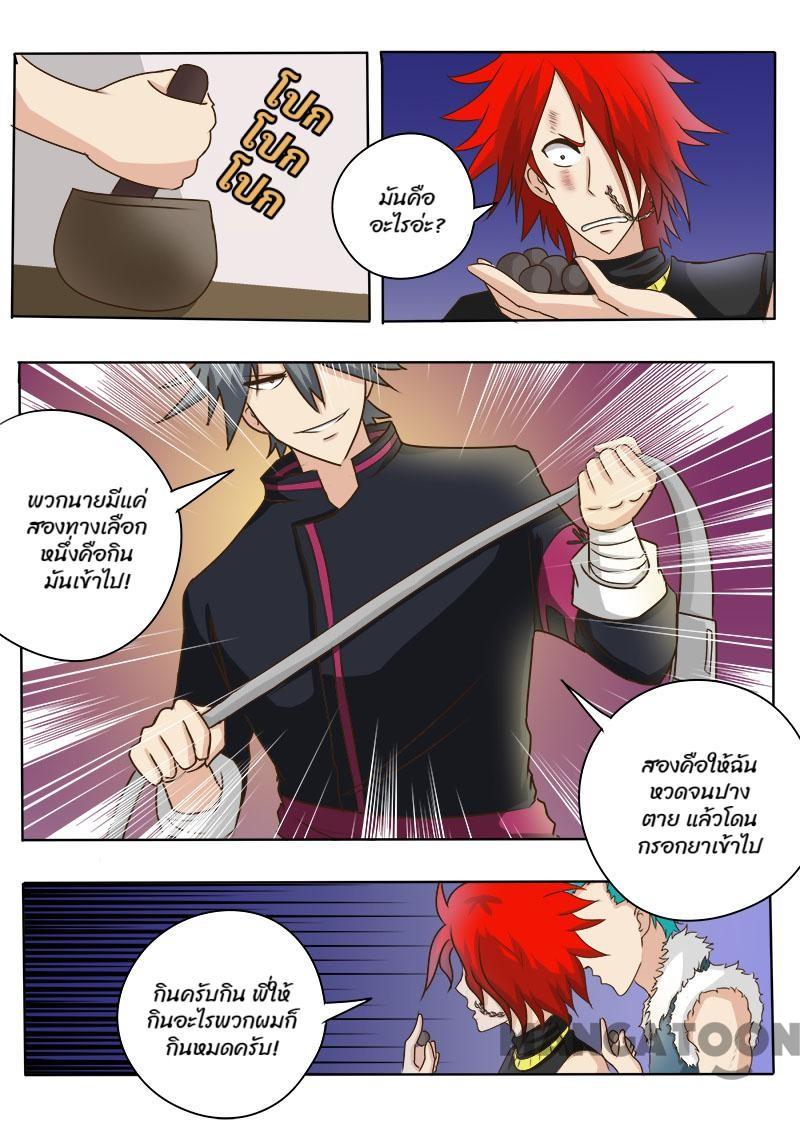 โปก
โปก
โปก
มันคือ
อะไรอ่ะ?
พวกนายมีแค่
สองทางเลือก
หนึ่งคือกิน
มันเข้าไป!
สองคือให้ฉัน
หวดจนปาง
ตาย แล้วโดน
กรอกยาเข้าไป
กินครับกิน พี่ให้
กินอะไรพวกผมก็
กินหมดครับ!
MANGATOON